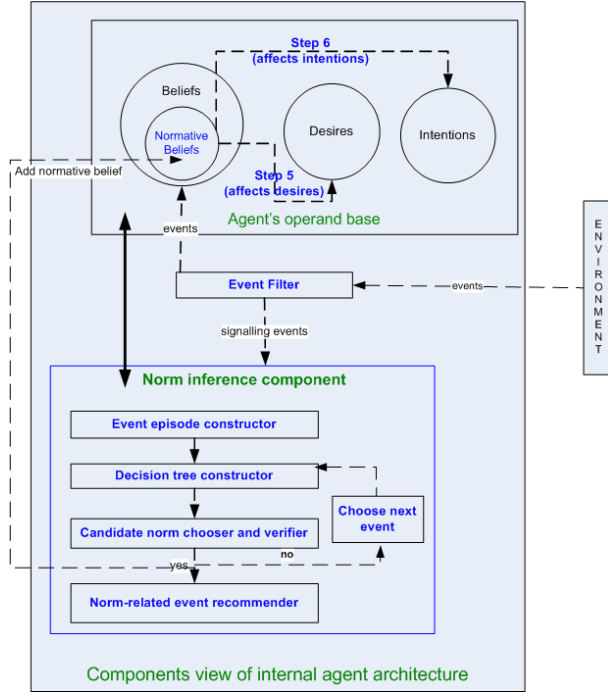 Step 6
(affects intentions)
Beliefs
Normative
Beliefs
Desires
Intentions
Add normative belief
Step 5
(affects desires)
Agent's operand base
events
Event Filter
events
ENVIRONMENT
signalling events
Norm inference component
Event episode constructor
Decision tree constructor
Choose next
event
Candidate norm chooser and verifier
no
yes
Norm-related event recommender
Components view of internal agent architecture